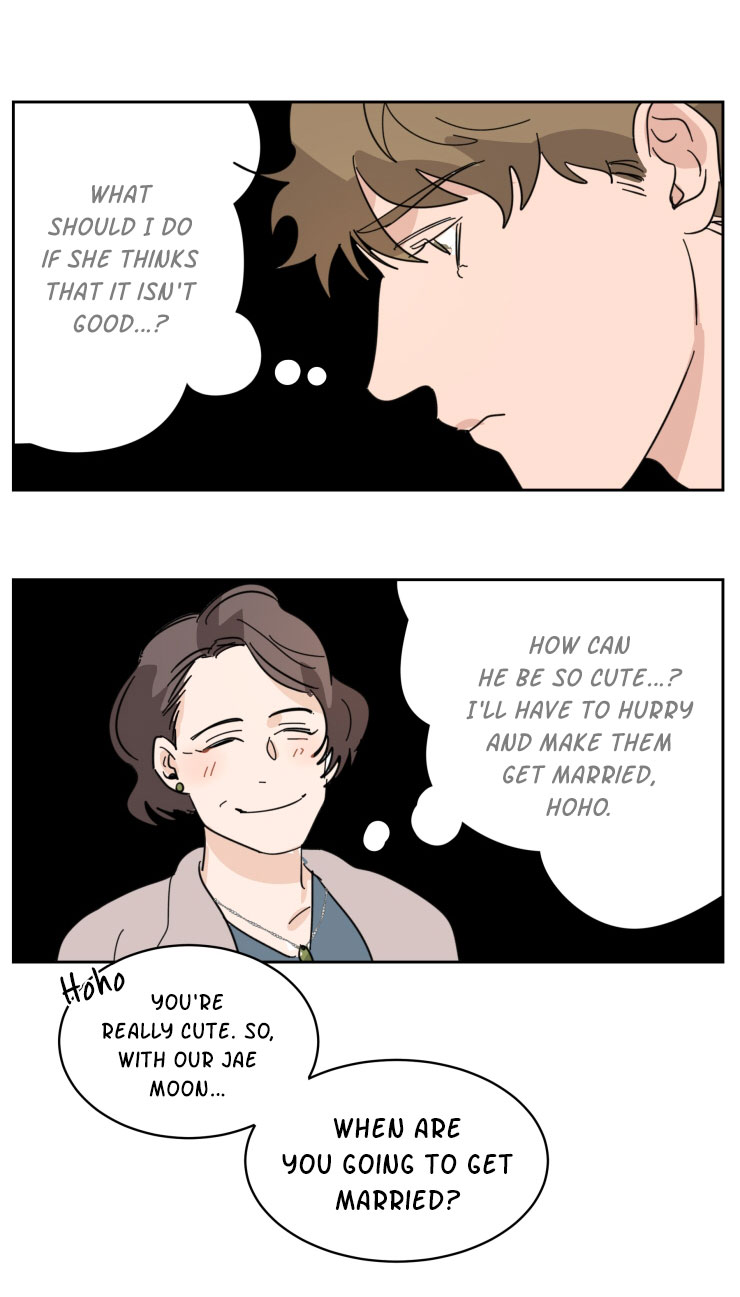 WHAT
SHOULD I DO
IF SHE THINKS
THAT IT ISN'T
GOOD...?
HOW CAN
HE BE SO CUTE...?
I'LL HAVE TO HURRY
AND MAKE THEM
GET MARRIED,
HOHO.
Hoho
YOU'RE
REALLY CUTE. SO,
WITH OUR JAE
MOON...
WHEN ARE
YOU GOING TO GET
MARRIED?